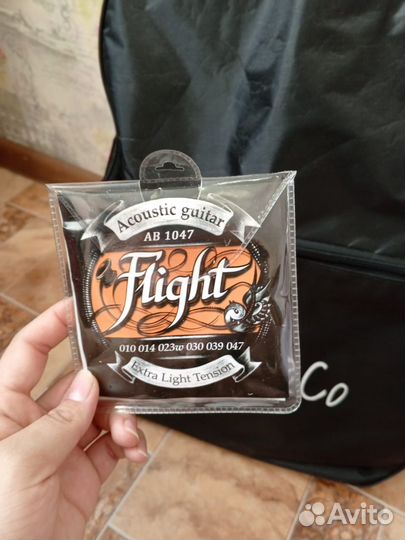 Acoustic guitar
AB 1047
Flight
010 014 023w 030 039 047
Extra Light Tension
Co
Avito